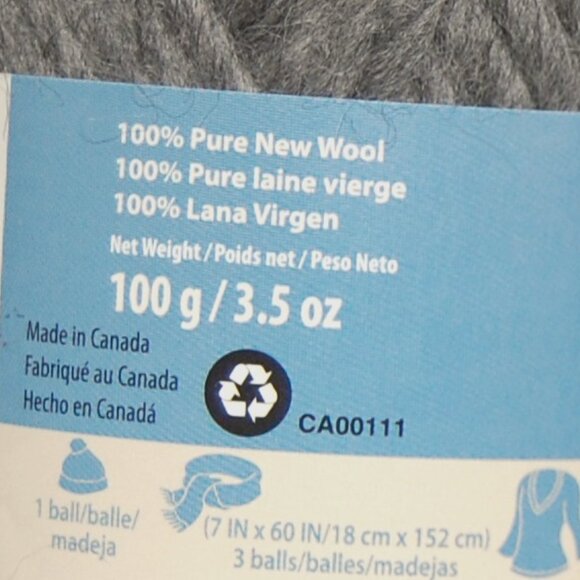 100% Pure New Wool
100% Pure laine vierge
100% Lana Virgen
Net Weight / Poids net / Peso Neto
100 g / 3.5 oz
Made in Canada
Fabriqué au Canada
Hecho en Canadá
CA00111
1 ball/balle/
madeja
(7 IN x 60 IN/18 cm x 152 cm)
3 balls/balles/madejas